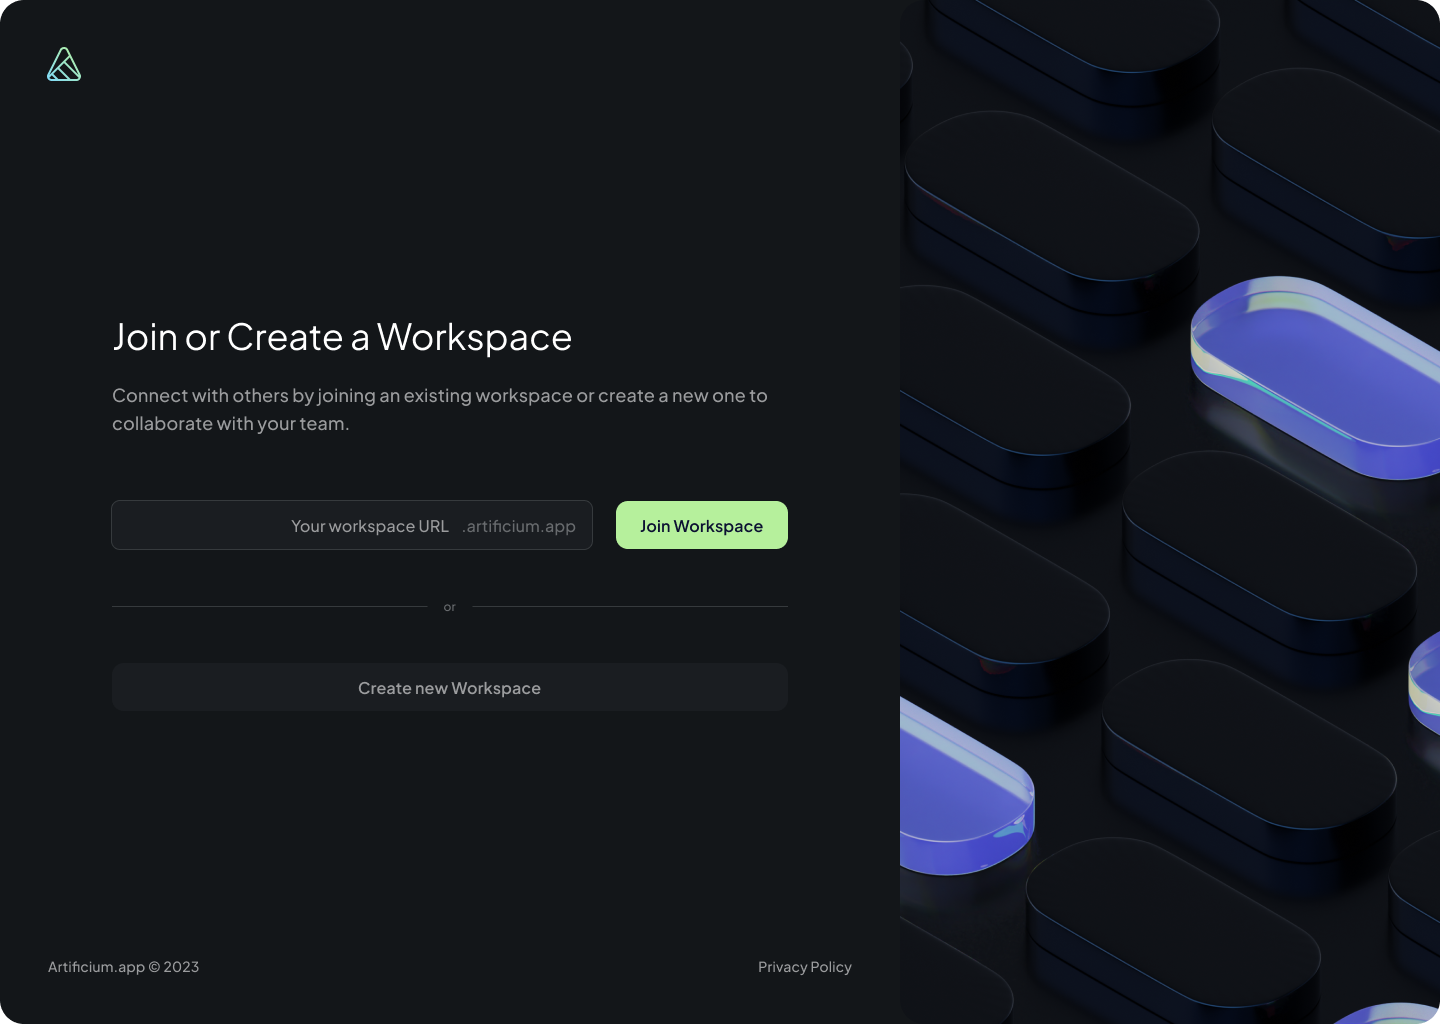 Join or Create a Workspace
Connect with others by joining an existing workspace or create a new one to
collaborate with your team.
Your workspace URL .artificium.app
Join Workspace
or
Create new Workspace
Artificium.app © 2023
Privacy Policy